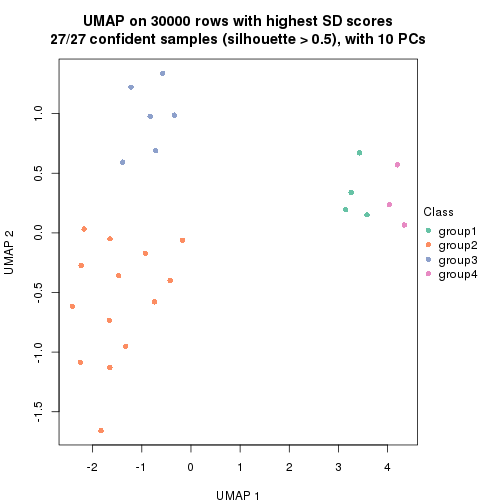 UMAP on 30000 rows with highest SD scores
27/27 confident samples (silhouette > 0.5), with 10 PCs
1.0
0.5
0.0
-0.5
-1.0
-1.5
UMAP 2
-2
-1
0
1
2
3
4
UMAP 1
Class
group1
group2
group3
group4